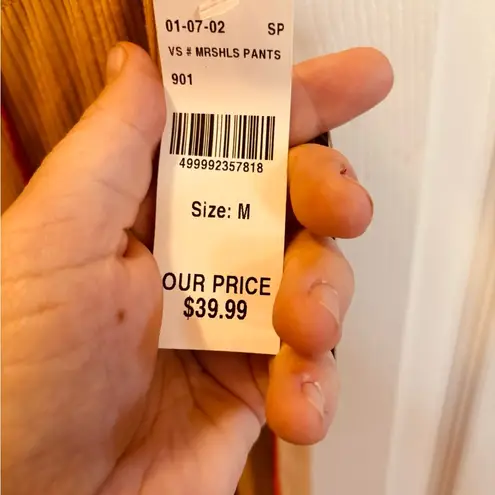 01-07-02 SP
VS # MRSHLS PANTS
901
499992357818
Size: M
OUR PRICE
$39.99